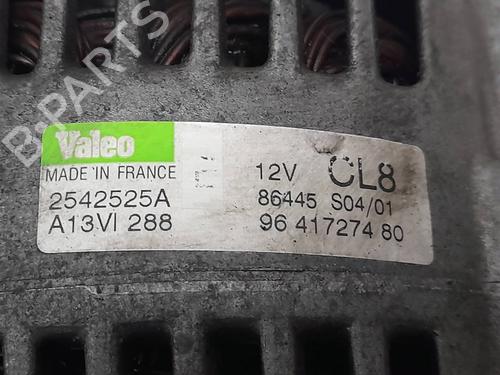 Valeo
MADE IN FRANCE
2542525A
A13VI 288
12V CL8
86445 S04/01
96 417274 80
B-PARTS